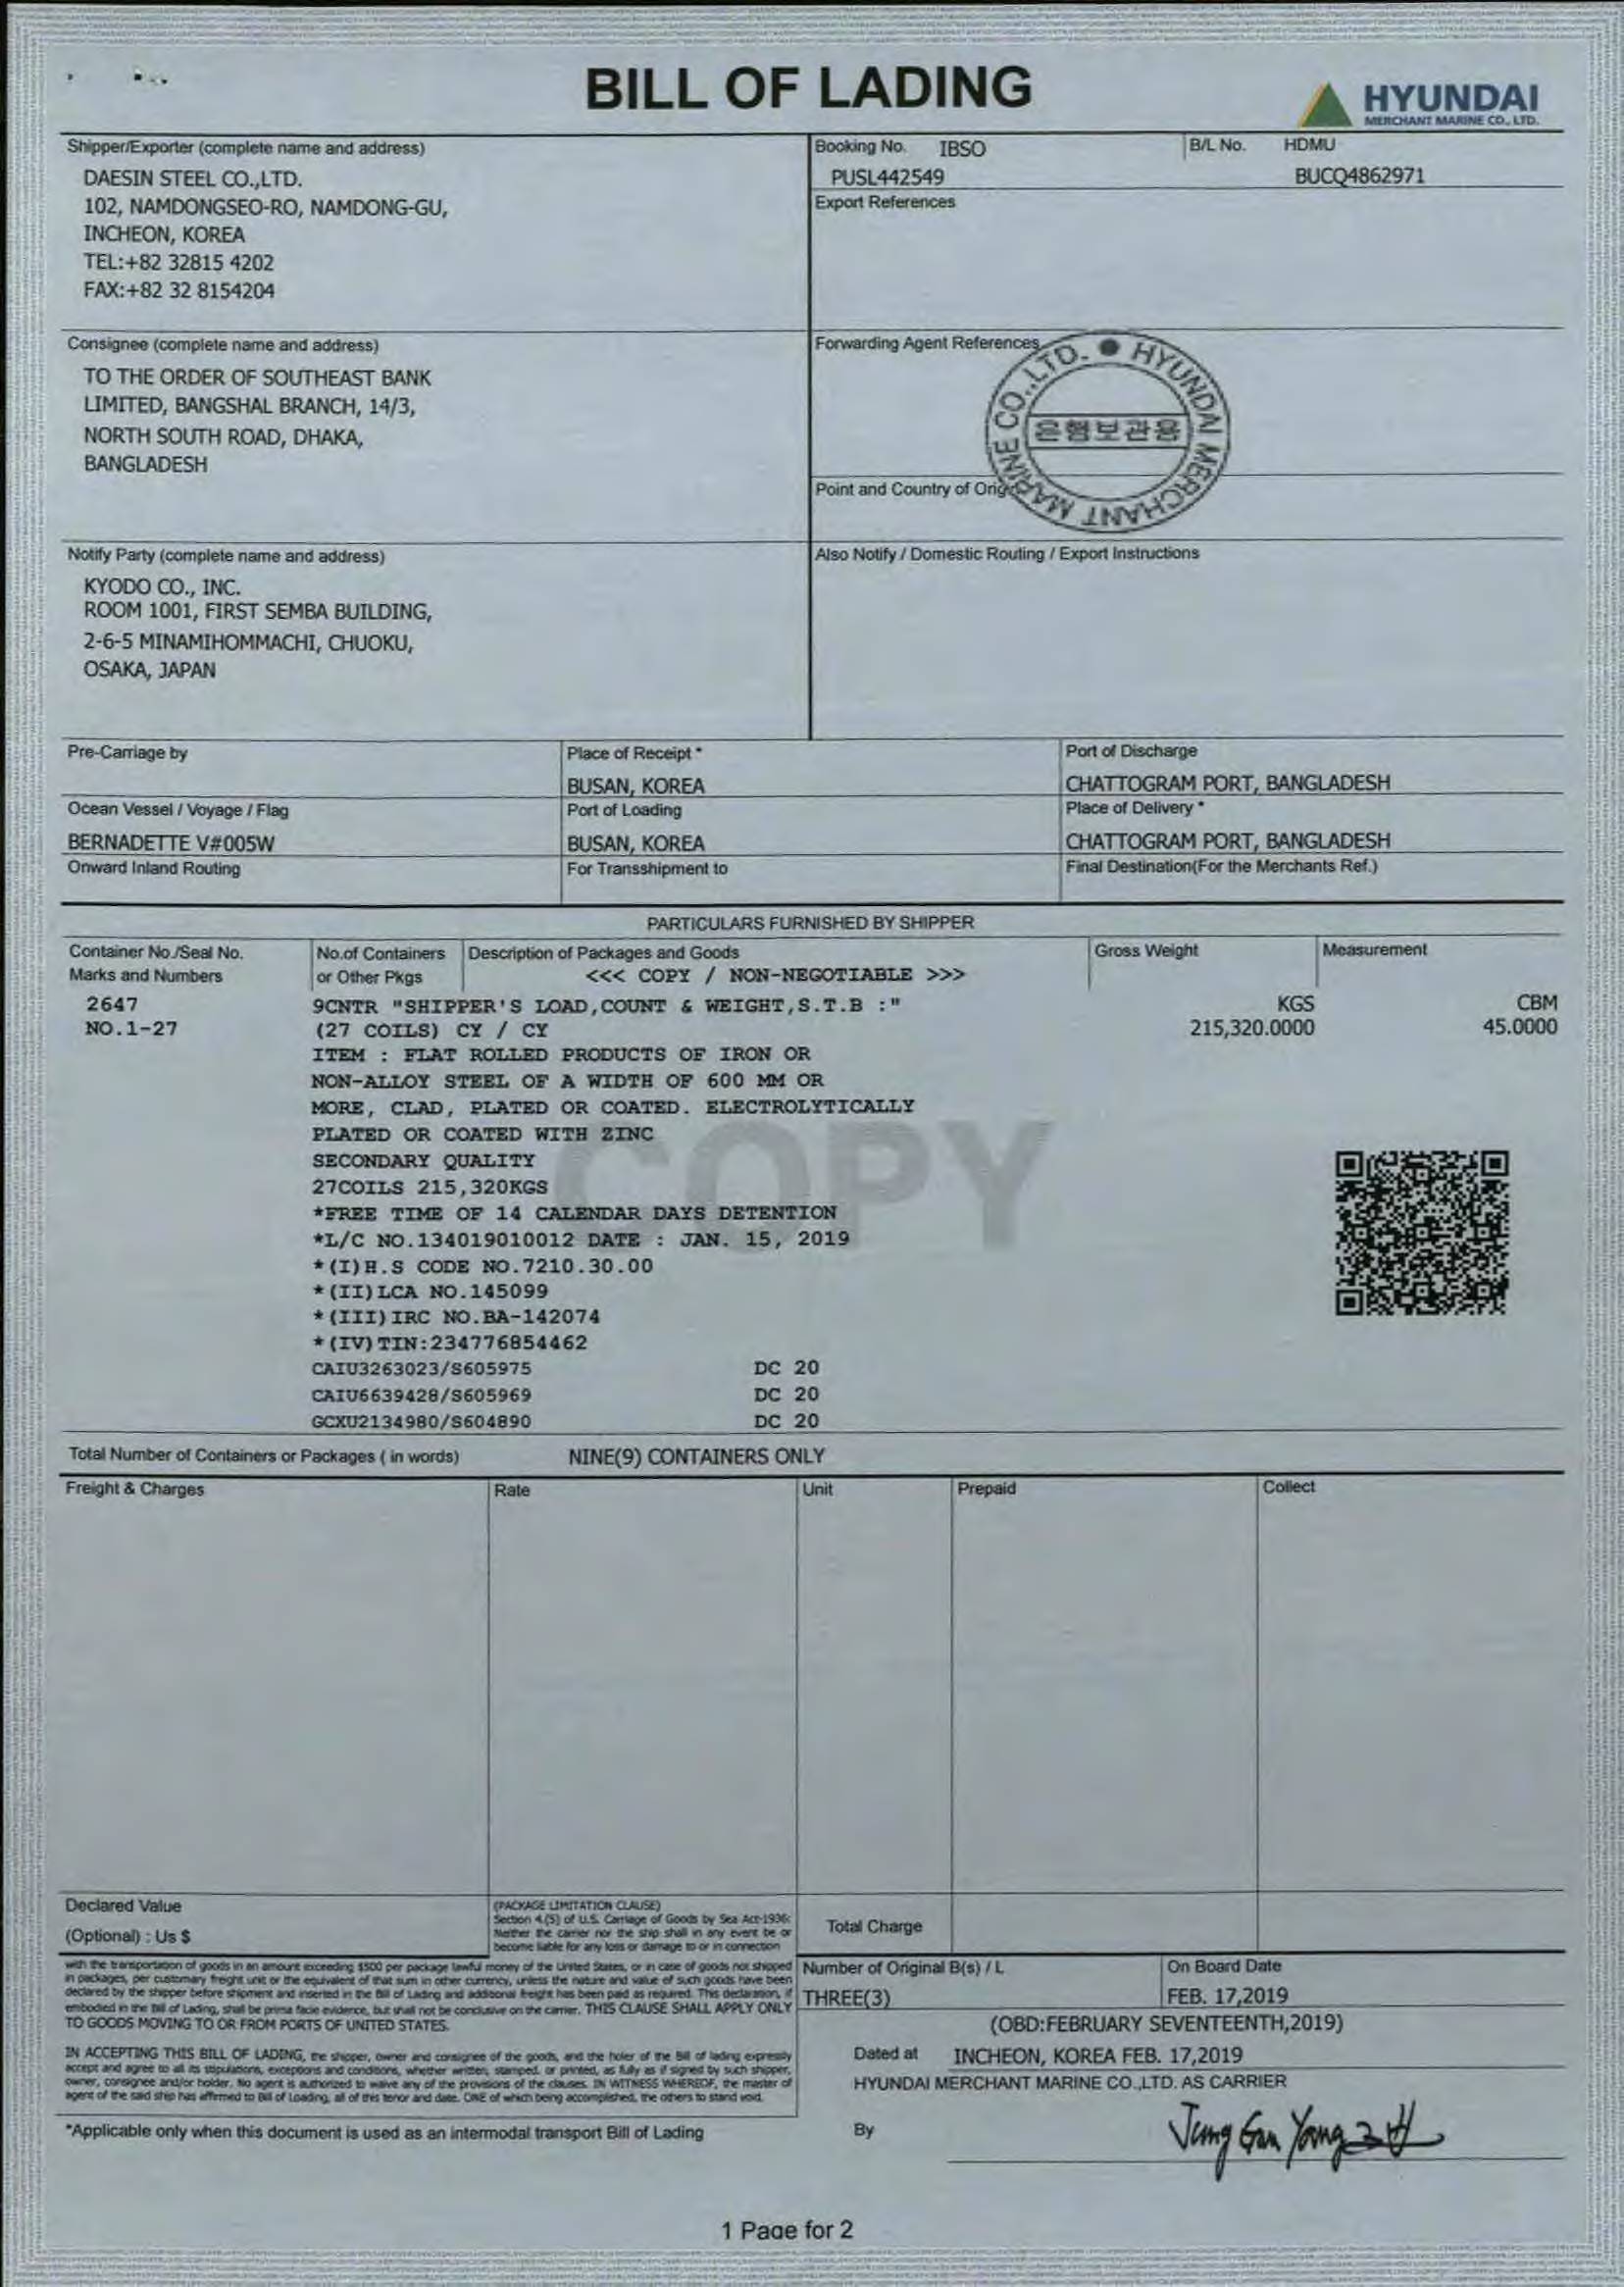 BILL OF LADING
HYUNDAI
MERCHANT MARINE CO., LTD.
Shipper/Exporter (complete name and address)
DAESIN STEEL CO.,LTD.
102, NAMDONGSEO-RO, NAMDONG-GU,
INCHEON, KOREA
TEL:+82 32815 4202
FAX:+82 32 8154204
Booking No. IBSO
PUSL442549
B/L No. HDMU
BUCQ4862971
Export References
Consignee (complete name and address)
TO THE ORDER OF SOUTHEAST BANK
LIMITED, BANGSHAL BRANCH, 14/3,
NORTH SOUTH ROAD, DHAKA,
BANGLADESH
Forwarding Agent References
HYUNDAI MERCHANT MARINE CO.,LTD.
은행보관용
Point and Country of Orig
Notify Party (complete name and address)
KYODO CO., INC.
ROOM 1001, FIRST SEMBA BUILDING,
2-6-5 MINAMIHOMMACHI, CHUOKU,
OSAKA, JAPAN
Also Notify / Domestic Routing / Export Instructions
Pre-Carriage by
Place of Receipt *
BUSAN, KOREA
Port of Discharge
CHATTOGRAM PORT, BANGLADESH
Ocean Vessel / Voyage / Flag
BERNADETTE V#005W
Port of Loading
BUSAN, KOREA
Place of Delivery *
CHATTOGRAM PORT, BANGLADESH
Onward Inland Routing
For Transshipment to
Final Destination(For the Merchants Ref.)
PARTICULARS FURNISHED BY SHIPPER
Container No./Seal No.
Marks and Numbers
No.of Containers
or Other Pkgs
Description of Packages and Goods
<<< COPY / NON-NEGOTIABLE >>>
Gross Weight
Measurement
2647
NO.1-27
9CNTR "SHIPPER'S LOAD,COUNT & WEIGHT,S.T.B :"
(27 COILS) CY / CY
KGS
215,320.0000
CBM
45.0000
ITEM : FLAT ROLLED PRODUCTS OF IRON OR
NON-ALLOY STEEL OF A WIDTH OF 600 MM OR
MORE, CLAD, PLATED OR COATED. ELECTROLYTICALLY
PLATED OR COATED WITH ZINC
SECONDARY QUALITY
27COILS 215,320KGS
*FREE TIME OF 14 CALENDAR DAYS DETENTION
*L/C NO.134019010012 DATE : JAN. 15, 2019
*(I)H.S CODE NO.7210.30.00
*(II)LCA NO.145099
*(III)IRC NO.BA-142074
*(IV)TIN:234776854462
COPY
CAIU3263023/S605975 DC 20
CAIU6639428/S605969 DC 20
GCXU2134980/S604890 DC 20
Total Number of Containers or Packages ( in words) NINE(9) CONTAINERS ONLY
Freight & Charges
Rate
Unit
Prepaid
Collect
Declared Value
(Optional) : Us $
(PACKAGE LIMITATION CLAUSE)
Section 4.(5) of U.S. Carriage of Goods by Sea Act-1936:
Neither the carrier nor the ship shall in any event be or
become liable for any loss or damage to or in connection
Total Charge
with the transportation of goods in an amount exceeding $500 per package lawful money of the United States, or in case of goods not shipped
in packages, per customary freight unit or the equivalent of that sum in other currency, unless the nature and value of such goods have been
declared by the shipper before shipment and inserted in the Bill of Lading and additional freight has been paid as required. This declaration, if
embodied in the Bill of Lading, shall be prima facie evidence, but shall not be conclusive on the carrier. THIS CLAUSE SHALL APPLY ONLY
TO GOODS MOVING TO OR FROM PORTS OF UNITED STATES.
Number of Original B(s) / L
THREE(3)
On Board Date
FEB. 17,2019
(OBD:FEBRUARY SEVENTEENTH,2019)
IN ACCEPTING THIS BILL OF LADING, the shipper, owner and consignee of the goods, and the holer of the Bill of lading expressly
accept and agree to all its stipulations, exceptions and conditions, whether written, stamped, or printed, as fully as if signed by such shipper,
owner, consignee and/or holder. No agent is authorized to waive any of the provisions of the clauses. IN WITNESS WHEREOF, the master of
agent of the said ship has affirmed to Bill of Loading, all of this tenor and date. ONE of which being accomplished, the others to stand void.
Dated at INCHEON, KOREA FEB. 17,2019
HYUNDAI MERCHANT MARINE CO.,LTD. AS CARRIER
*Applicable only when this document is used as an intermodal transport Bill of Lading
By
Jung Gun Yang
1 Page for 2